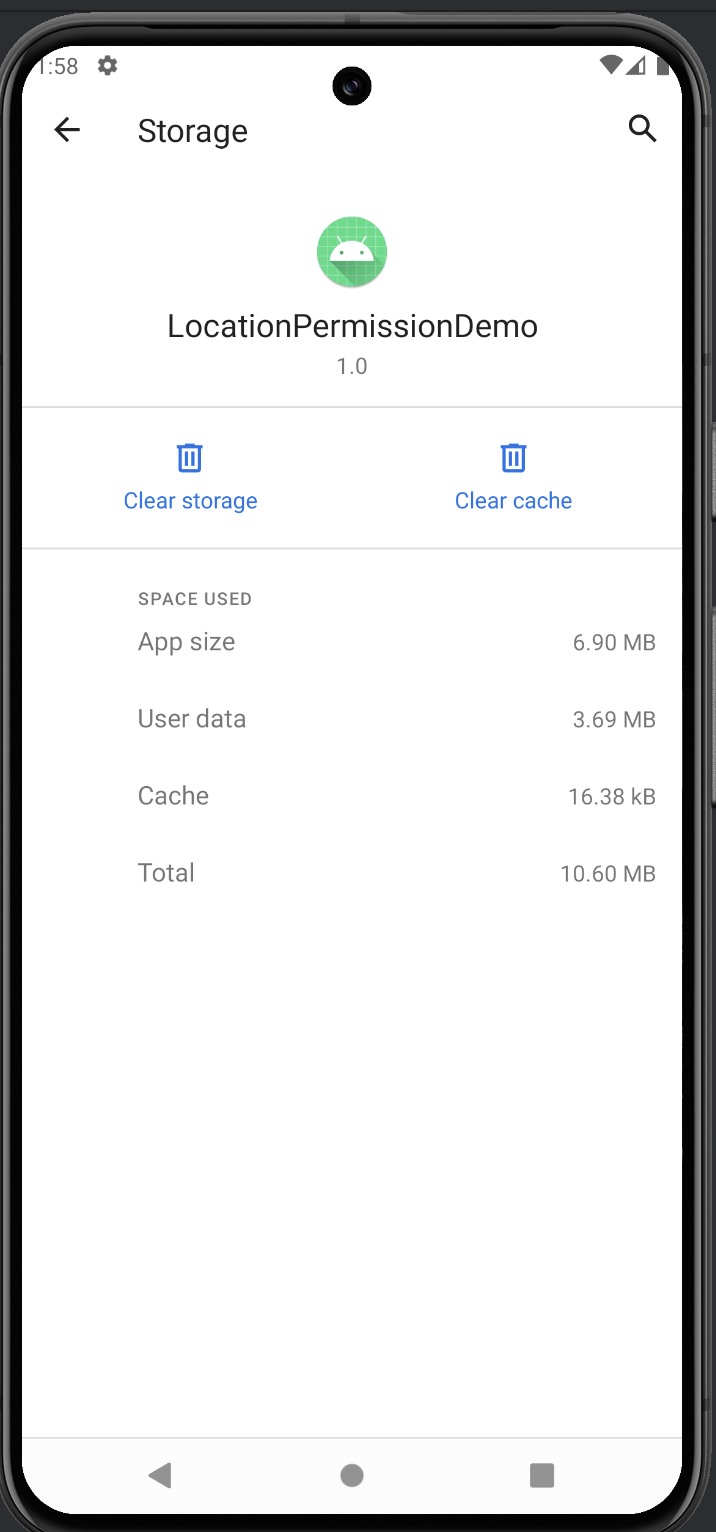 1:58
Storage
LocationPermissionDemo
1.0
Clear storage
Clear cache
SPACE USED
App size 6.90 MB
User data 3.69 MB
Cache 16.38 kB
Total 10.60 MB